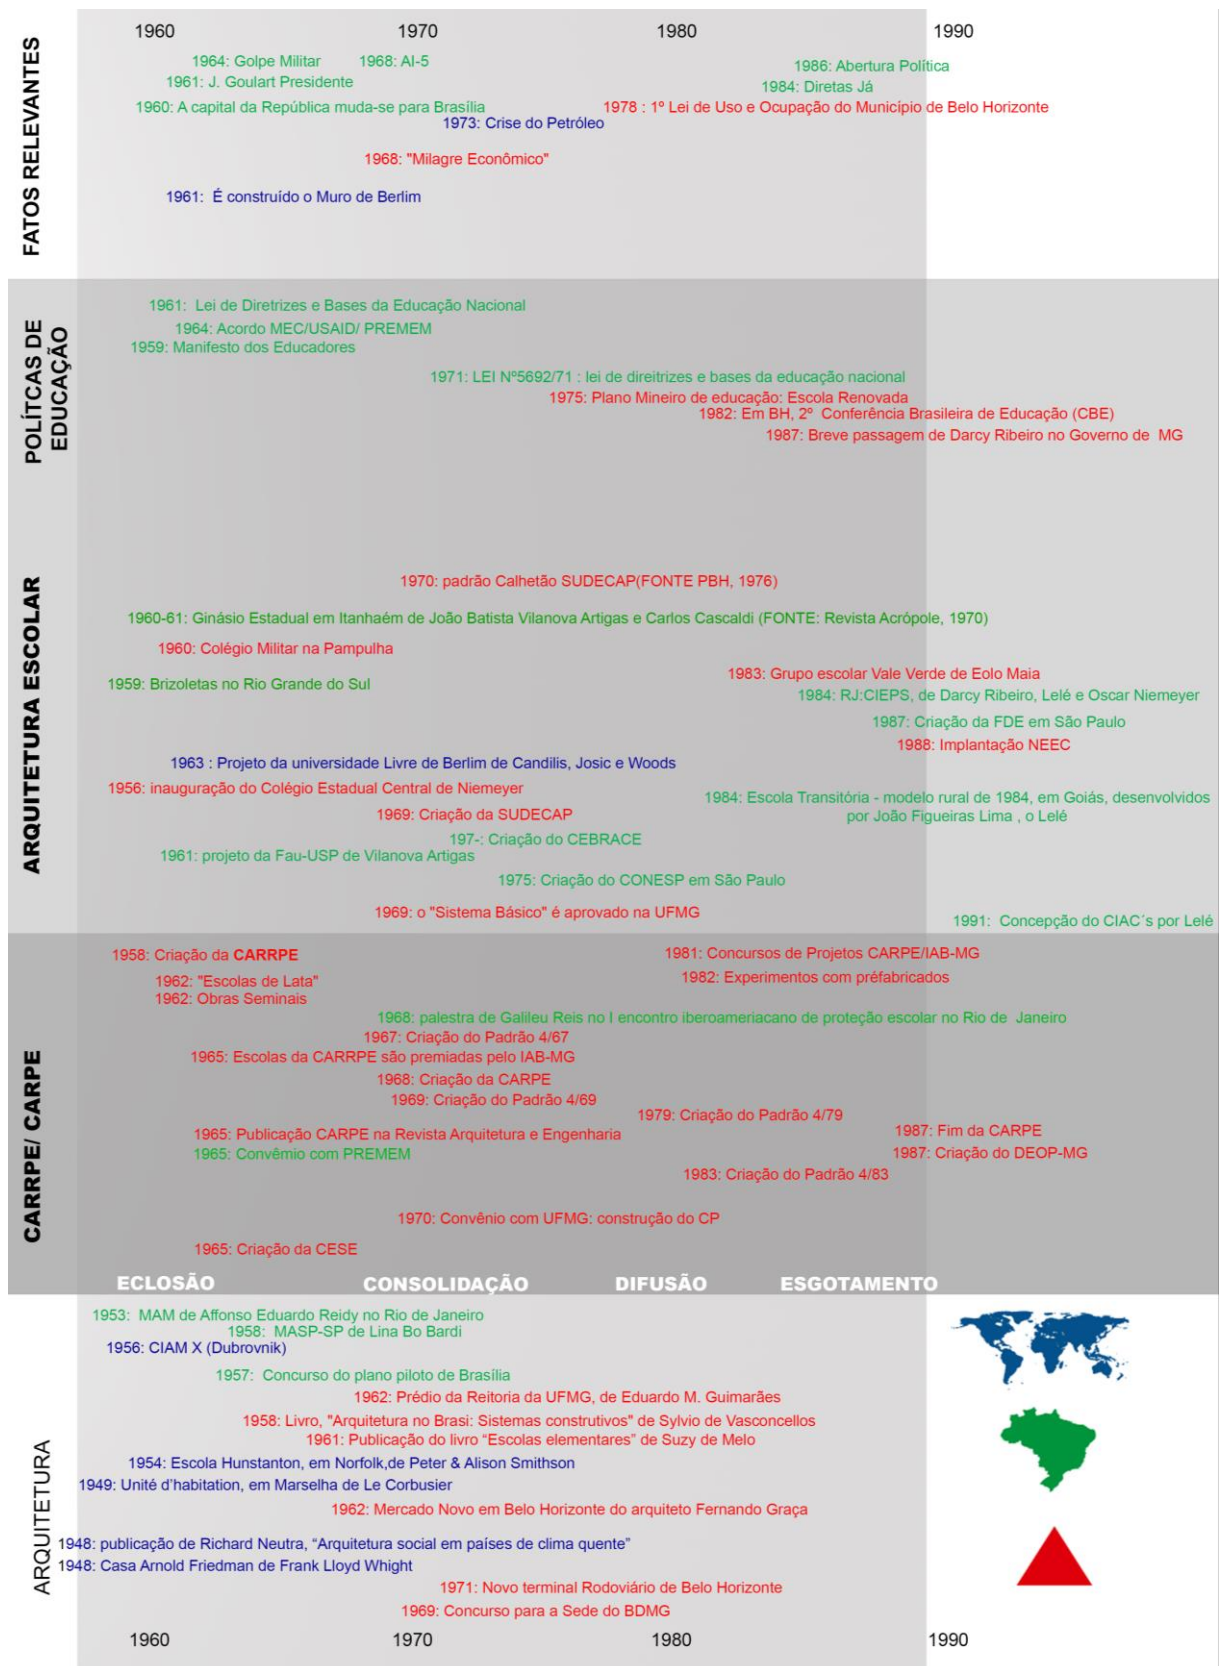 1960 1970 1980 1990
FATOS RELEVANTES
1964: Golpe Militar 1968: AI-5
1986: Abertura Política
1961: J. Goulart Presidente
1984: Diretas Já
1960: A capital da República muda-se para Brasília
1978 : 1º Lei de Uso e Ocupação do Município de Belo Horizonte
1973: Crise do Petróleo
1968: "Milagre Econômico"
1961: É construído o Muro de Berlim
POLÍTCAS DE
EDUCAÇÃO
1961: Lei de Diretrizes e Bases da Educação Nacional
1964: Acordo MEC/USAID/ PREMEM
1959: Manifesto dos Educadores
1971: LEI Nº5692/71 : lei de direitrizes e bases da educação nacional
1975: Plano Mineiro de educação: Escola Renovada
1982: Em BH, 2º Conferência Brasileira de Educação (CBE)
1987: Breve passagem de Darcy Ribeiro no Governo de MG
ARQUITETURA ESCOLAR
1970: padrão Calhetão SUDECAP(FONTE PBH, 1976)
1960-61: Ginásio Estadual em Itanhaém de João Batista Vilanova Artigas e Carlos Cascaldi (FONTE: Revista Acrópole, 1970)
1960: Colégio Militar na Pampulha
1983: Grupo escolar Vale Verde de Eolo Maia
1959: Brizoletas no Rio Grande do Sul
1984: RJ:CIEPS, de Darcy Ribeiro, Lelé e Oscar Niemeyer
1987: Criação da FDE em São Paulo
1988: Implantação NEEC
1963 : Projeto da universidade Livre de Berlim de Candilis, Josic e Woods
1956: inauguração do Colégio Estadual Central de Niemeyer
1984: Escola Transitória - modelo rural de 1984, em Goiás, desenvolvidos
por João Figueiras Lima , o Lelé
1969: Criação da SUDECAP
197-: Criação do CEBRACE
1961: projeto da Fau-USP de Vilanova Artigas
1975: Criação do CONESP em São Paulo
1969: o "Sistema Básico" é aprovado na UFMG
1991: Concepção do CIAC´s por Lelé
CARRPE/ CARPE
1958: Criação da CARRPE
1981: Concursos de Projetos CARPE/IAB-MG
1962: "Escolas de Lata"
1982: Experimentos com préfabricados
1962: Obras Seminais
1968: palestra de Galileu Reis no I encontro iberoameriacano de proteção escolar no Rio de Janeiro
1967: Criação do Padrão 4/67
1965: Escolas da CARRPE são premiadas pelo IAB-MG
1968: Criação da CARPE
1969: Criação do Padrão 4/69
1979: Criação do Padrão 4/79
1965: Publicação CARPE na Revista Arquitetura e Engenharia
1987: Fim da CARPE
1965: Convêmio com PREMEM
1987: Criação do DEOP-MG
1983: Criação do Padrão 4/83
1970: Convênio com UFMG: construção do CP
1965: Criação da CESE
ECLOSÃO CONSOLIDAÇÃO DIFUSÃO ESGOTAMENTO
ARQUITETURA
1953: MAM de Affonso Eduardo Reidy no Rio de Janeiro
1958: MASP-SP de Lina Bo Bardi
1956: CIAM X (Dubrovnik)
1957: Concurso do plano piloto de Brasília
1962: Prédio da Reitoria da UFMG, de Eduardo M. Guimarães
1958: Livro, "Arquitetura no Brasi: Sistemas construtivos" de Sylvio de Vasconcellos
1961: Publicação do livro “Escolas elementares” de Suzy de Melo
1954: Escola Hunstanton, em Norfolk,de Peter & Alison Smithson
1949: Unité d’habitation, em Marselha de Le Corbusier
1962: Mercado Novo em Belo Horizonte do arquiteto Fernando Graça
1948: publicação de Richard Neutra, “Arquitetura social em países de clima quente”
1948: Casa Arnold Friedman de Frank Lloyd Whight
1971: Novo terminal Rodoviário de Belo Horizonte
1969: Concurso para a Sede do BDMG
1960 1970 1980 1990